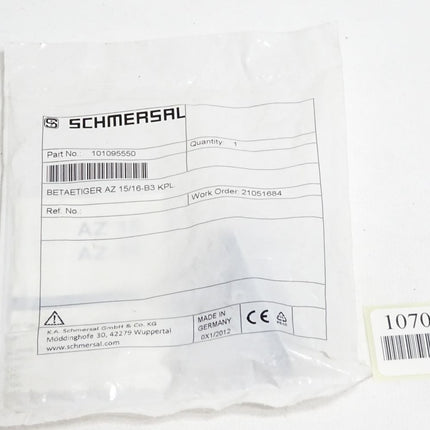 SCHMERSAL
Part No.: 101095550
Quantity: 1
BETAETIGER AZ 15/16-B3 KPL
Work Order: 21051684
Ref. No.:
AZ
K.A. Schmersal GmbH & Co. KG
Möddinghofe 30, 42279 Wuppertal
www.schmersal.com
MADE IN
GERMANY
0X1/2012
CE
1070